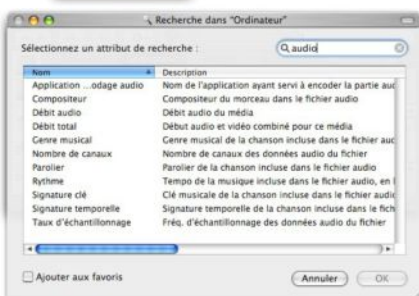 Recherche dans "Ordinateur"
Sélectionnez un attribut de recherche : audio
Nom Description
Application ...odage audio Nom de l'application ayant servi à encoder la partie aud
Compositeur Compositeur du morceau dans le fichier audio
Débit audio Débit audio du média
Débit total Début audio et vidéo combiné pour ce média
Genre musical Genre musical de la chanson incluse dans le fichier aud
Nombre de canaux Nombre de canaux des données audio du fichier
Parolier Parolier de la chanson incluse dans le fichier audio
Rythme Tempo de la musique incluse dans le fichier audio, en
Signature clé Clé musicale de la chanson incluse dans le fichier audio
Signature temporelle Signature temporelle de la chanson incluse dans le fich
Taux d'échantillonnage Fréq. d'échantillonnage des données audio du fichier
Ajouter aux favoris Annuler OK